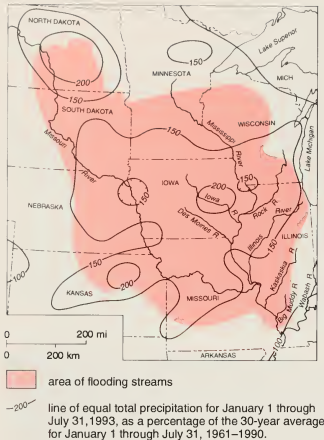 NORTH DAKOTA
Lake Superior
200
150
MINNESOTA
MICH
150
SOUTH DAKOTA
150
Mississippi
WISCONSIN
Missouri
River
River
Lake Michigan
150
IOWA
200
Iowa
R.
150
Rock R.
River
NEBRASKA
Des Moines R.
Illinois
150
ILLINOIS
150
100
200
KANSAS
MISSOURI
Kaskaskia R.
Big Muddy R.
Wabash R.
100
ARKANSAS
0 200 mi
0 200 km
area of flooding streams
—200— line of equal total precipitation for January 1 through
July 31, 1993, as a percentage of the 30-year average
for January 1 through July 31, 1961–1990.